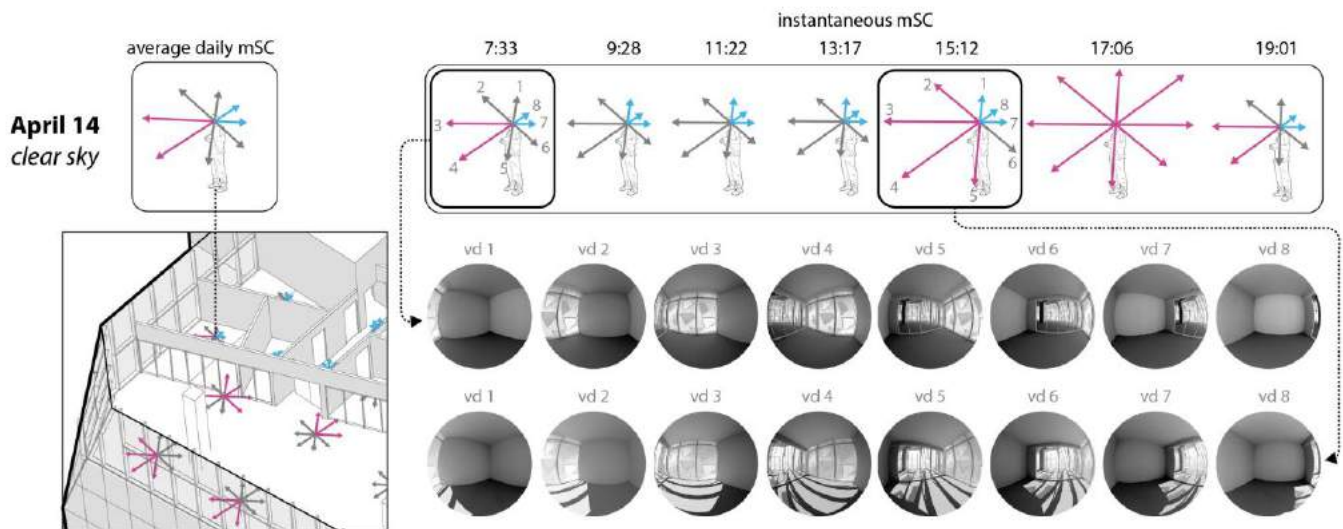 instantaneous mSC
average daily mSC
7:33 9:28 11:22 13:17 15:12 17:06 19:01
April 14
clear sky
1 2 3 4 5 6 7 8
1 2 3 4 5 6 7 8
vd 1 vd 2 vd 3 vd 4 vd 5 vd 6 vd 7 vd 8
vd 1 vd 2 vd 3 vd 4 vd 5 vd 6 vd 7 vd 8